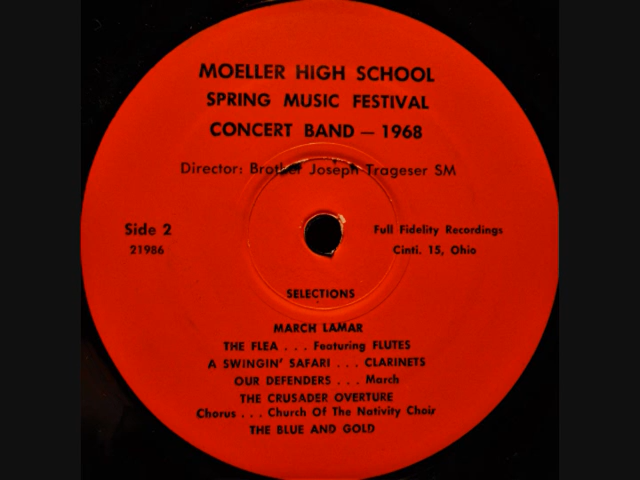 MOELLER HIGH SCHOOL
SPRING MUSIC FESTIVAL
CONCERT BAND — 1968
Director: Brother Joseph Trageser SM
Side 2
21986
Full Fidelity Recordings
Cinti. 15, Ohio
SELECTIONS
MARCH LAMAR
THE FLEA . . . Featuring FLUTES
A SWINGIN' SAFARI . . . CLARINETS
OUR DEFENDERS . . . March
THE CRUSADER OVERTURE
Chorus . . . Church Of The Nativity Choir
THE BLUE AND GOLD